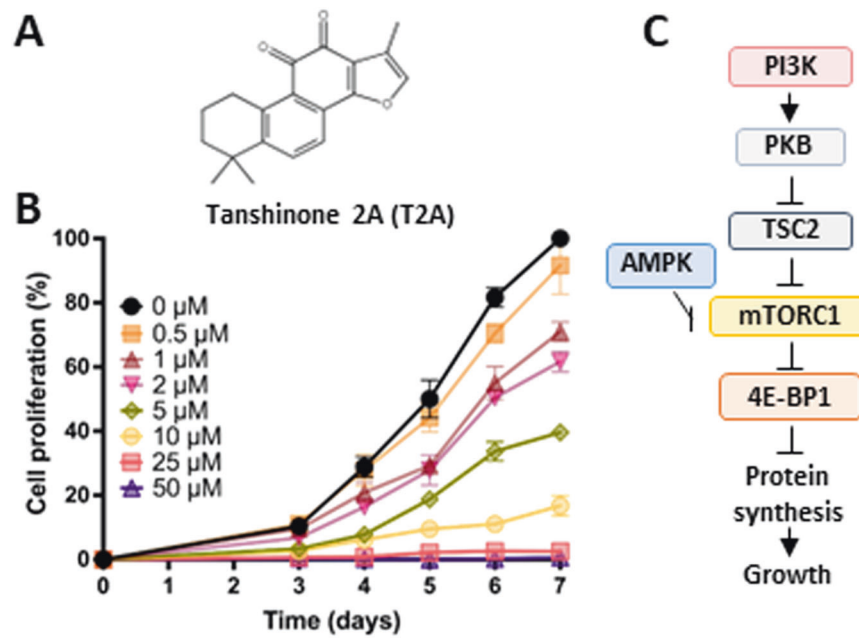 A
O
O
O
Tanshinone 2A (T2A)
B
Cell proliferation (%)
100
80
60
40
20
0
0 µM
0.5 µM
1 µM
2 µM
5 µM
10 µM
25 µM
50 µM
0 1 2 3 4 5 6 7
Time (days)
C
PI3K
PKB
TSC2
AMPK
mTORC1
4E-BP1
Protein
synthesis
Growth